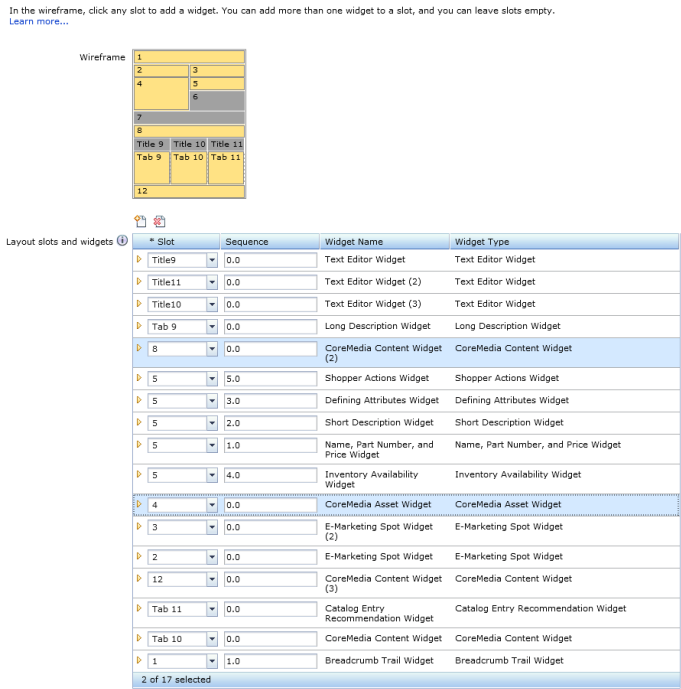 In the wireframe, click any slot to add a widget. You can add more than one widget to a slot, and you can leave slots empty.
Learn more...
Wireframe
1
2 3
4 5
6
7
8
Title 9 Title 10 Title 11
Tab 9 Tab 10 Tab 11
12
Layout slots and widgets
* Slot Sequence Widget Name Widget Type
Title9 0.0 Text Editor Widget Text Editor Widget
Title11 0.0 Text Editor Widget (2) Text Editor Widget
Title10 0.0 Text Editor Widget (3) Text Editor Widget
Tab 9 0.0 Long Description Widget Long Description Widget
8 0.0 CoreMedia Content Widget CoreMedia Content Widget
(2)
5 5.0 Shopper Actions Widget Shopper Actions Widget
5 3.0 Defining Attributes Widget Defining Attributes Widget
5 2.0 Short Description Widget Short Description Widget
5 1.0 Name, Part Number, and Name, Part Number, and Price Widget
Price Widget
5 4.0 Inventory Availability Inventory Availability Widget
Widget
4 0.0 CoreMedia Asset Widget CoreMedia Asset Widget
3 0.0 E-Marketing Spot Widget E-Marketing Spot Widget
(2)
2 0.0 E-Marketing Spot Widget E-Marketing Spot Widget
12 0.0 CoreMedia Content Widget CoreMedia Content Widget
(3)
Tab 11 0.0 Catalog Entry Catalog Entry Recommendation Widget
Recommendation Widget
Tab 10 0.0 CoreMedia Content Widget CoreMedia Content Widget
1 1.0 Breadcrumb Trail Widget Breadcrumb Trail Widget
2 of 17 selected